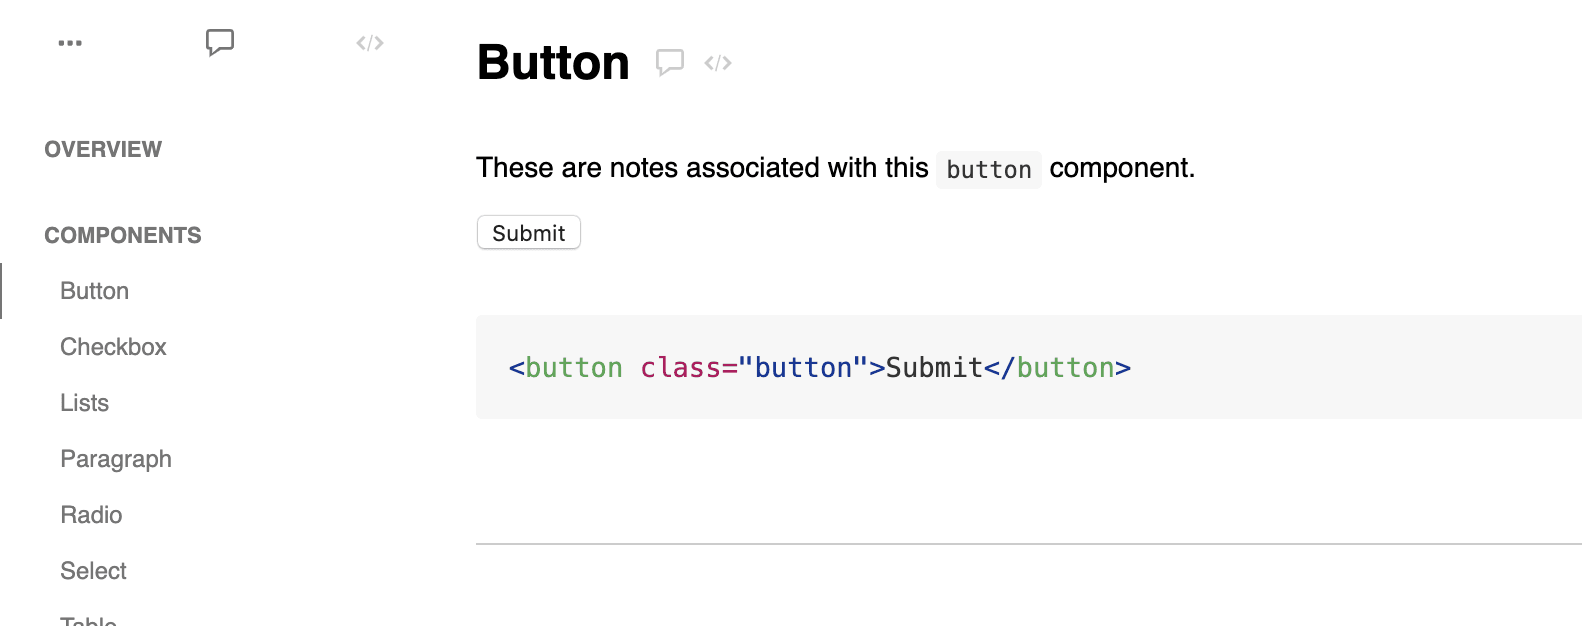 Button
OVERVIEW
These are notes associated with this button component.
COMPONENTS
Submit
Button
Checkbox
<button class="button">Submit</button>
Lists
Paragraph
Radio
Select
Table